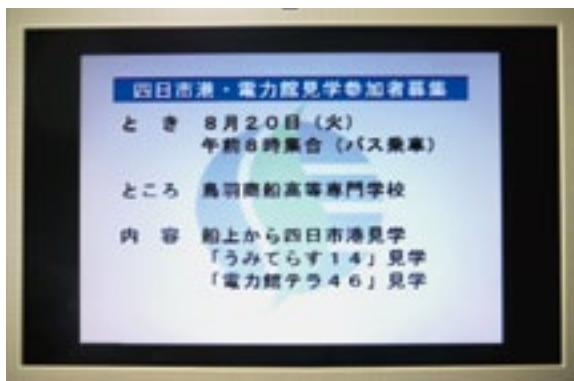 四日市港・電力館見学参加者募集
とき 8月20日(火)
午前8時集合(バス乗車)
ところ 鳥羽商船高等専門学校
内容 船上から四日市港見学
「うみてらす14」見学
「電力館テラ46」見学